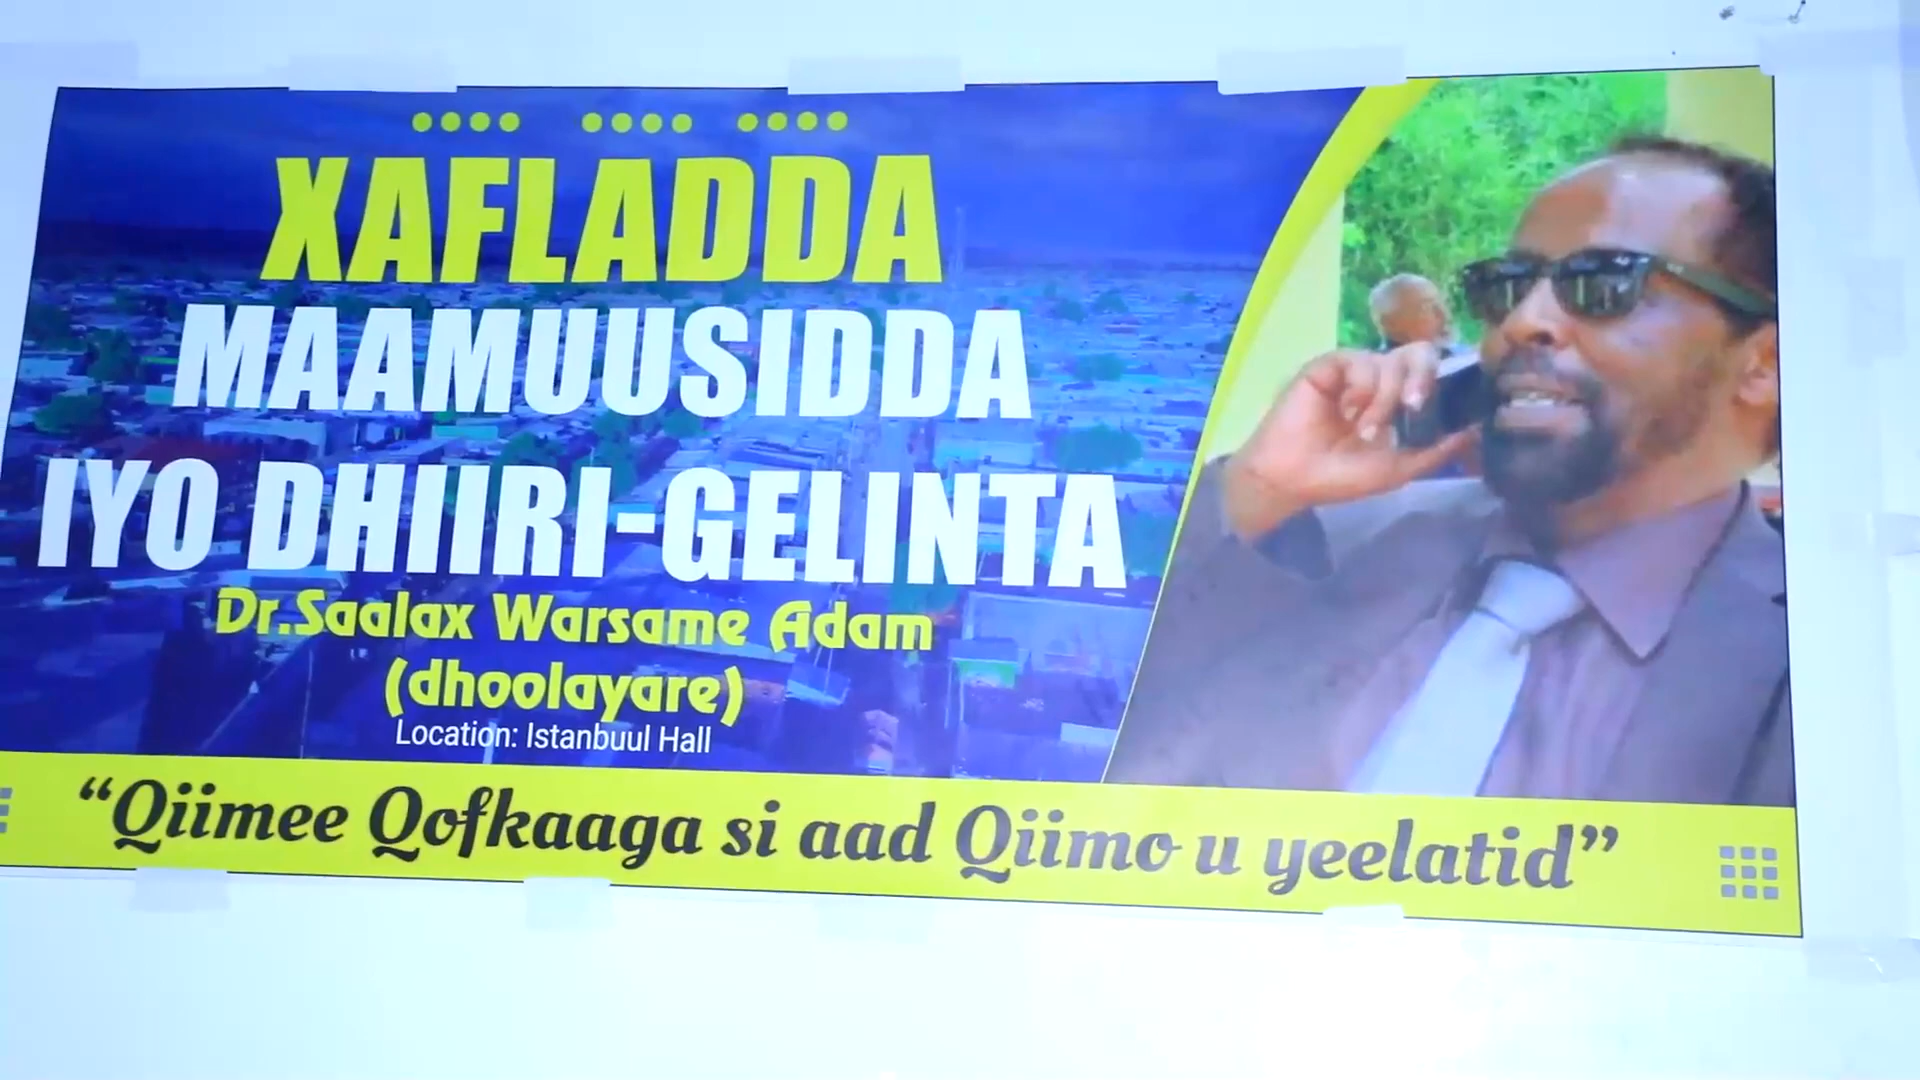 XAFLADDA
MAAMUUSIDDA
IYO DHIIRI-GELINTA
Dr.Saalax Warsame Adam
(dhoolayare)
Location: Istanbuul Hall
“Qiimee Qofkaaga si aad Qiimo u yeelatid”